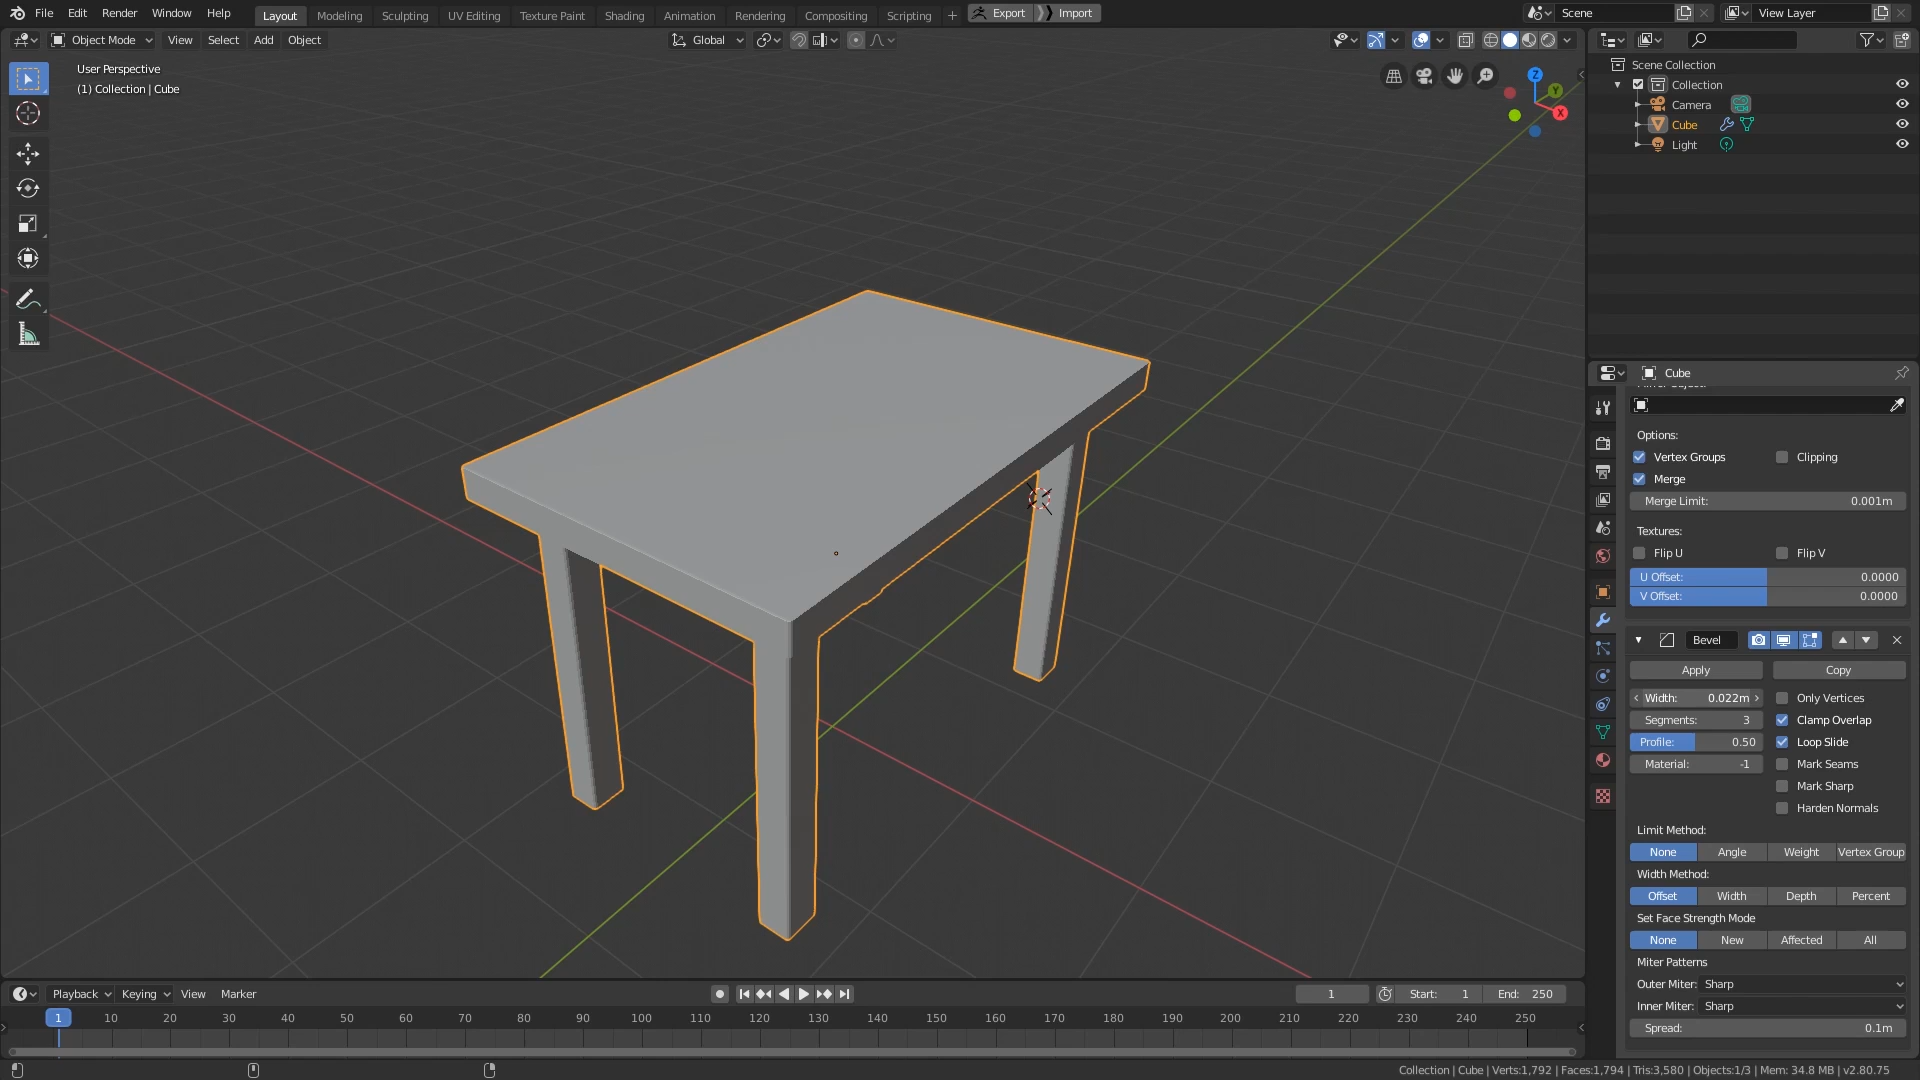 File Edit Render Window Help Layout Modeling Sculpting UV Editing Texture Paint Shading Animation Rendering Compositing Scripting + Export Import Scene View Layer
Object Mode View Select Add Object Global
User Perspective
(1) Collection | Cube
Z
Y
X
Scene Collection
Collection
Camera
Cube
Light
Cube
Options:
Vertex Groups Clipping
Merge
Merge Limit: 0.001m
Textures:
Flip U Flip V
U Offset: 0.0000
V Offset: 0.0000
Bevel
Apply Copy
Width: 0.022m Only Vertices
Segments: 3 Clamp Overlap
Profile: 0.50 Loop Slide
Material: -1 Mark Seams
Mark Sharp
Harden Normals
Limit Method:
None Angle Weight Vertex Group
Width Method:
Offset Width Depth Percent
Set Face Strength Mode
None New Affected All
Miter Patterns
Outer Miter: Sharp
Inner Miter: Sharp
Spread: 0.1m
Playback Keying View Marker 1 Start: 1 End: 250
1 10 20 30 40 50 60 70 80 90 100 110 120 130 140 150 160 170 180 190 200 210 220 230 240 250
Collection | Cube | Verts:1,792 | Faces:1,794 | Tris:3,580 | Objects:1/3 | Mem: 34.8 MB | v2.80.75